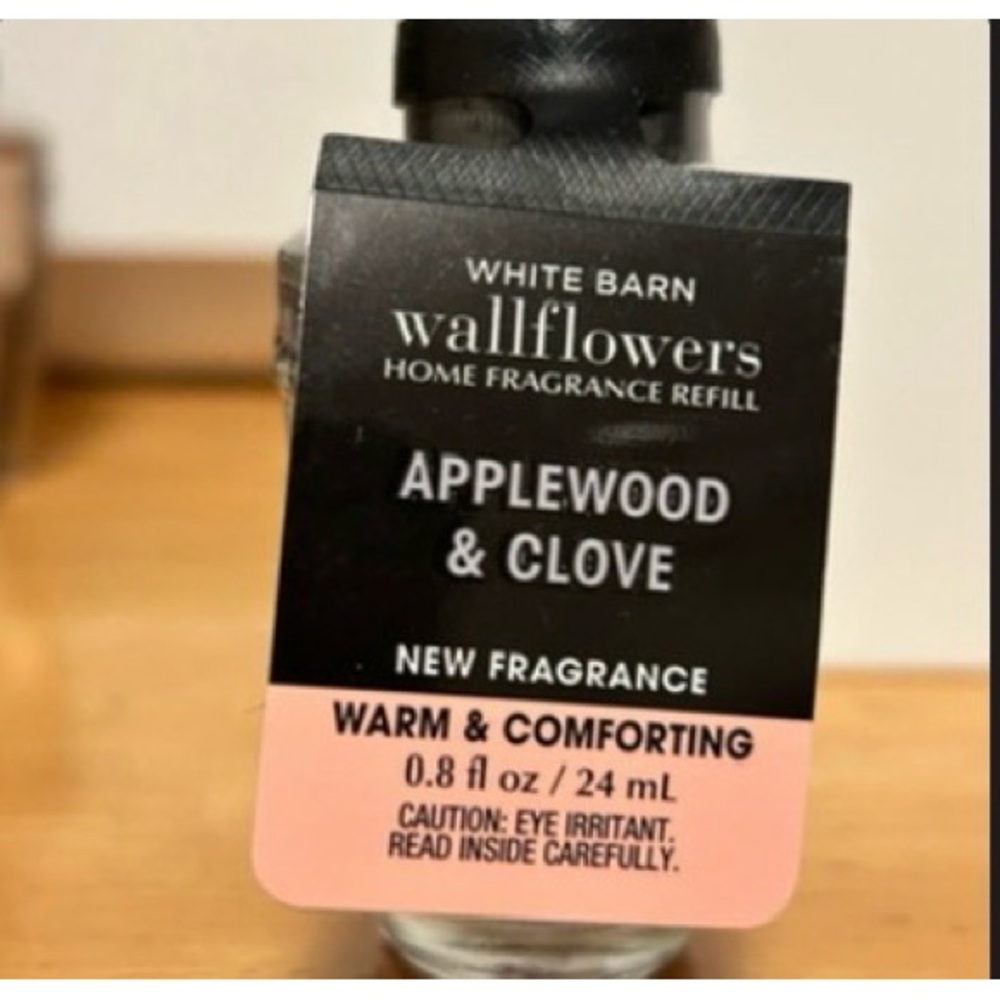 WHITE BARN
wallflowers
HOME FRAGRANCE REFILL
APPLEWOOD
& CLOVE
NEW FRAGRANCE
WARM & COMFORTING
0.8 fl oz / 24 mL
CAUTION: EYE IRRITANT.
READ INSIDE CAREFULLY.